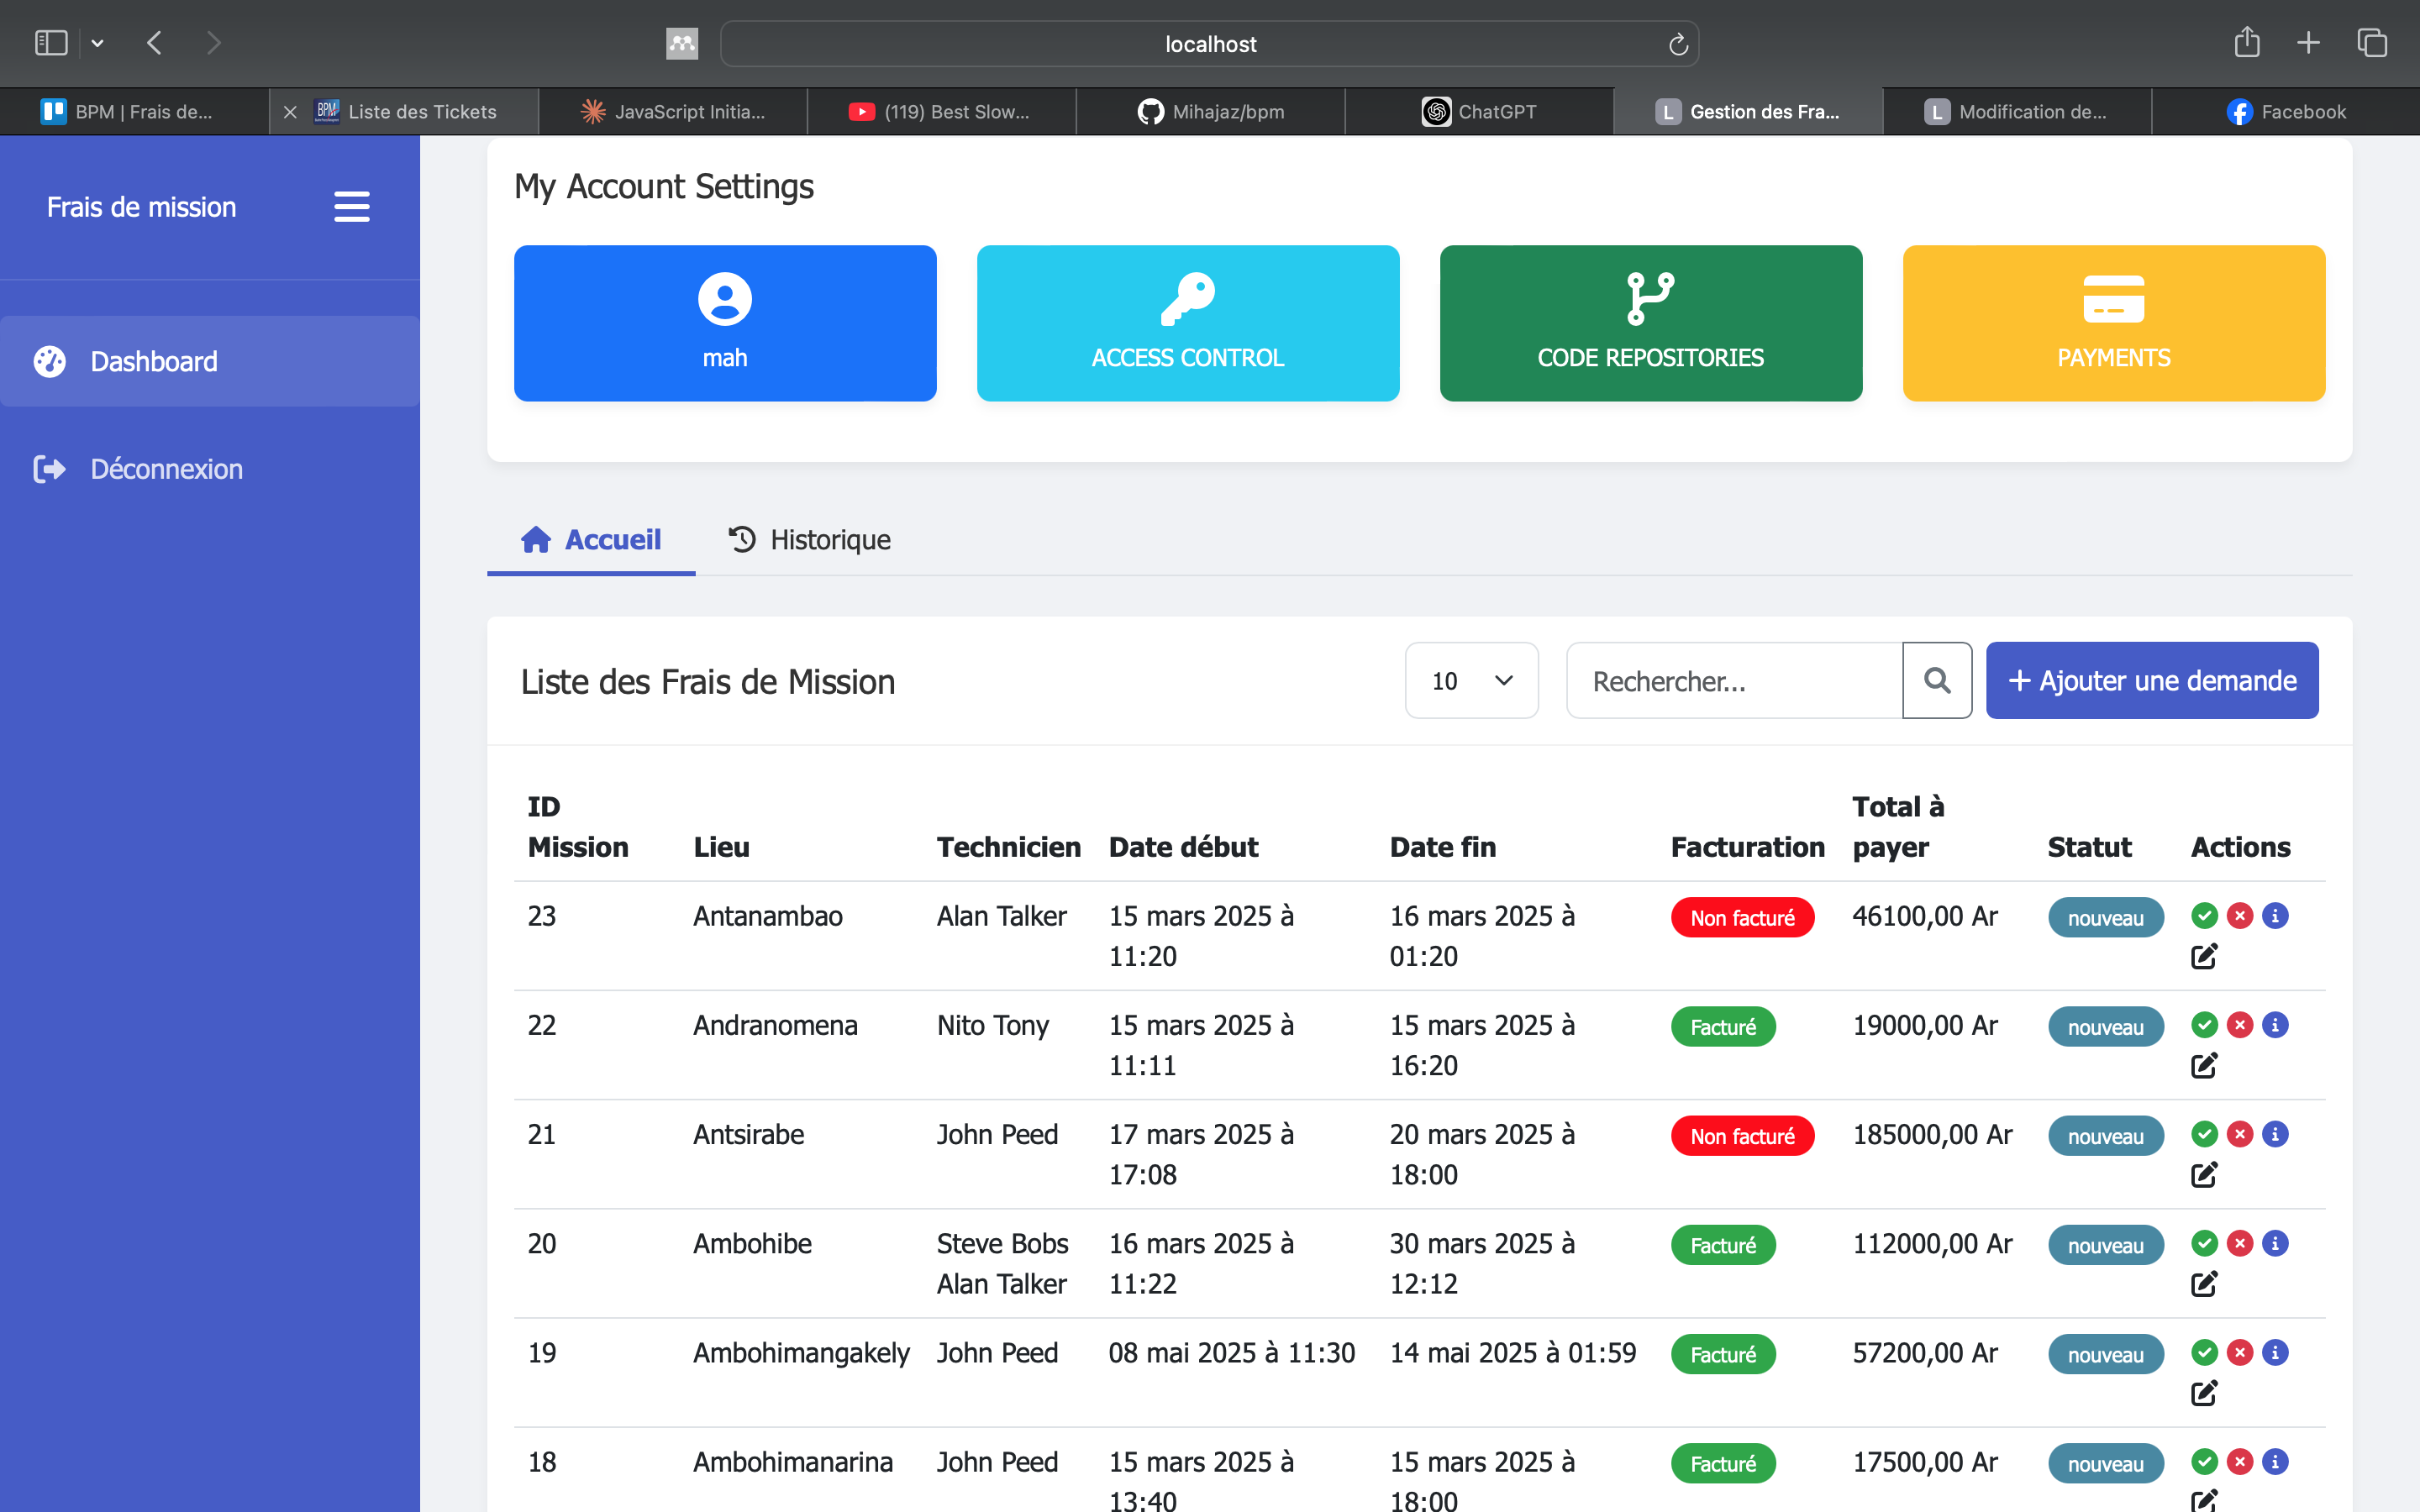 localhost
BPM | Frais de...
BPM
Liste des Tickets
JavaScript Initia...
(119) Best Slow...
Mihajaz/bpm
ChatGPT
L Gestion des Fra...
L Modification de...
Facebook
Frais de mission
Dashboard
Déconnexion
My Account Settings
mah
ACCESS CONTROL
CODE REPOSITORIES
PAYMENTS
Accueil
Historique
Liste des Frais de Mission
10
Rechercher...
+ Ajouter une demande
ID Mission
Lieu
Technicien
Date début
Date fin
Facturation
Total à payer
Statut
Actions
23 Antanambao Alan Talker 15 mars 2025 à 16 mars 2025 à Non facturé 46100,00 Ar nouveau
11:20 01:20
22 Andranomena Nito Tony 15 mars 2025 à 15 mars 2025 à Facturé 19000,00 Ar nouveau
11:11 16:20
21 Antsirabe John Peed 17 mars 2025 à 20 mars 2025 à Non facturé 185000,00 Ar nouveau
17:08 18:00
20 Ambohibe Steve Bobs 16 mars 2025 à 30 mars 2025 à Facturé 112000,00 Ar nouveau
Alan Talker 11:22 12:12
19 Ambohimangakely John Peed 08 mai 2025 à 11:30 14 mai 2025 à 01:59 Facturé 57200,00 Ar nouveau
18 Ambohimanarina John Peed 15 mars 2025 à 15 mars 2025 à Facturé 17500,00 Ar nouveau
13:40 18:00